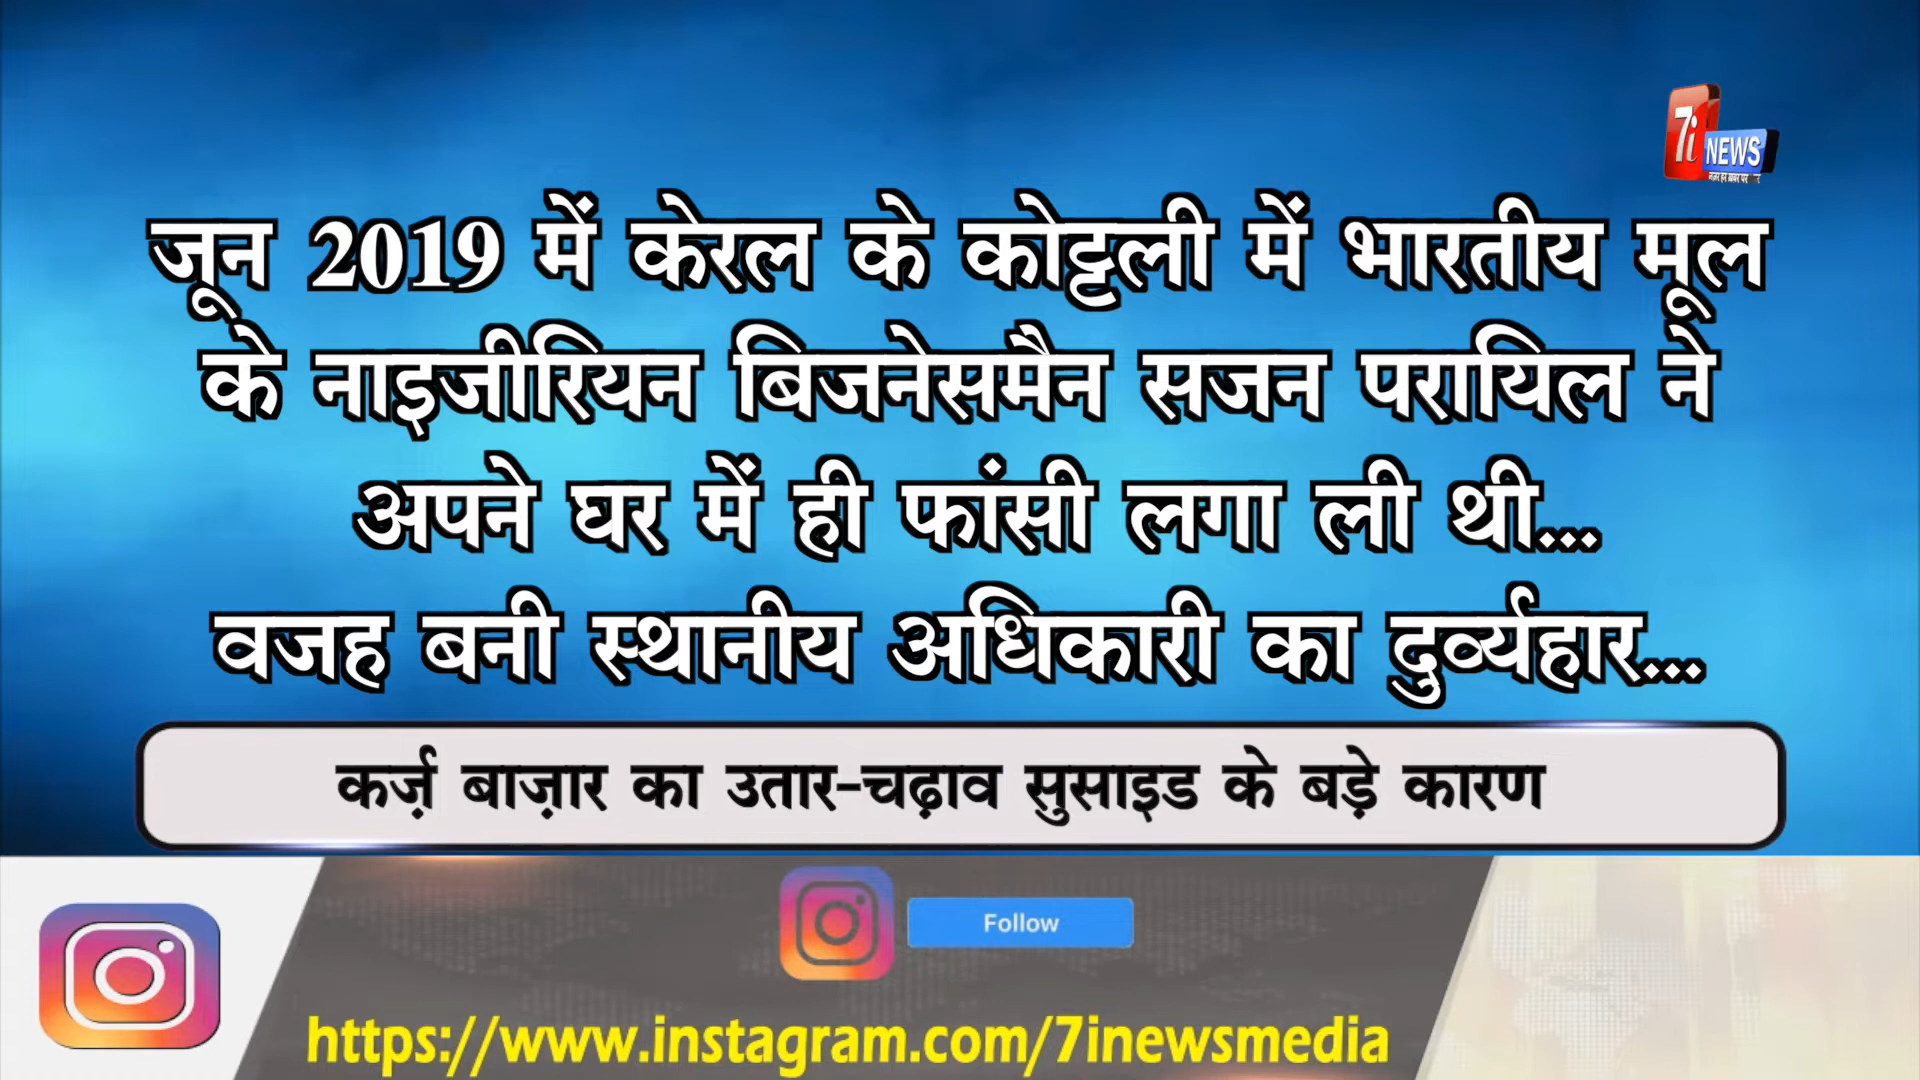 7i NEWS
जून 2019 में केरल के कोट्टली में भारतीय मूल
के नाइजीरियन बिजनेसमैन सजन परायिल ने
अपने घर में ही फांसी लगा ली थी...
वजह बनी स्थानीय अधिकारी का दुर्व्यहार...
कर्ज़ बाज़ार का उतार-चढ़ाव सुसाइड के बड़े कारण
Follow
https://www.instagram.com/7inewsmedia